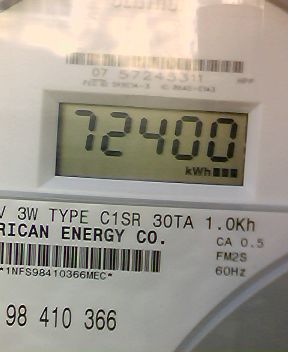 07 57243311
72400
kWh
V 3W TYPE C1SR 30TA 1.0Kh
RICAN ENERGY CO.
CA 0.5
FM2S
*1NFS98410366MEC*
60Hz
98 410 366